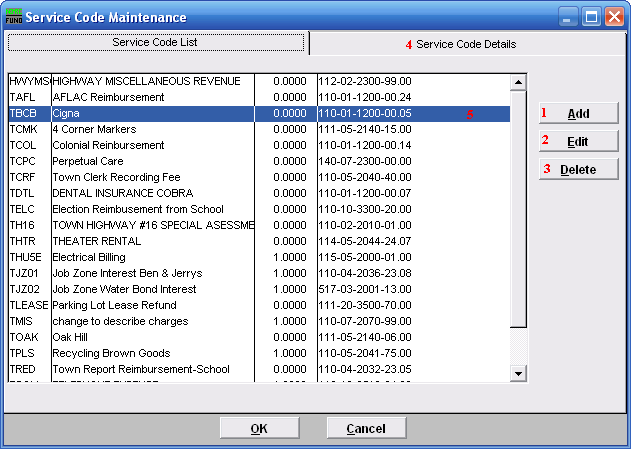 FUND Service Code Maintenance
Service Code List
4 Service Code Details
HWYMS HIGHWAY MISCELLANEOUS REVENUE 0.0000 112-02-2300-99.00
TAFL AFLAC Reimbursement 0.0000 110-01-1200-00.24
TBCB Cigna 0.0000 110-01-1200-00.05 5
TCMK 4 Corner Markers 0.0000 111-05-2140-15.00
TCOL Colonial Reimbursement 0.0000 110-01-1200-00.14
TCPC Perpetual Care 0.0000 140-07-2300-00.00
TCRF Town Clerk Recording Fee 0.0000 110-05-2040-40.00
TDTL DENTAL INSURANCE COBRA 0.0000 110-01-1200-00.07
TELC Election Reimbusement from School 0.0000 110-10-3300-20.00
TH16 TOWN HIGHWAY #16 SPECIAL ASESSME 0.0000 110-02-2010-01.00
THTR THEATER RENTAL 0.0000 114-05-2044-24.07
THU5E Electrical Billing 1.0000 115-05-2000-01.00
TJZ01 Job Zone Interest Ben & Jerrys 1.0000 110-04-2036-23.08
TJZ02 Job Zone Water Bond Interest 1.0000 517-03-2001-13.00
TLEASE Parking Lot Lease Refund 0.0000 111-20-3500-70.00
TMIS change to describe charges 1.0000 110-07-2070-99.00
TOAK Oak Hill 0.0000 111-05-2140-06.00
TPLS Recycling Brown Goods 1.0000 110-05-2041-75.00
TRED Town Report Reimbursement-School 0.0000 110-04-2032-23.05
1 Add
2 Edit
3 Delete
OK
Cancel